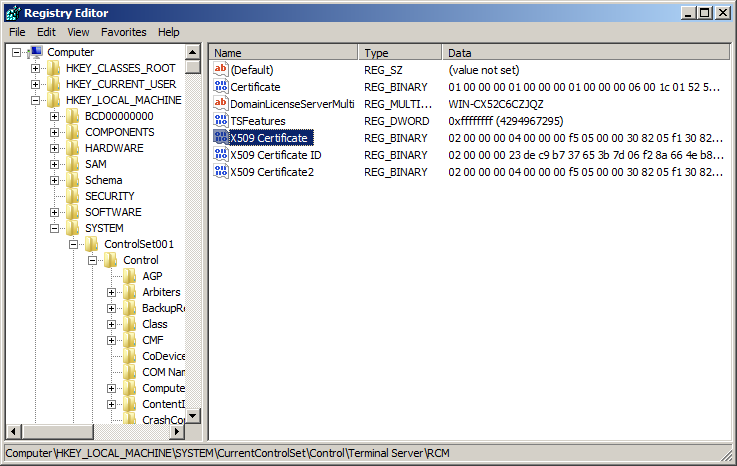 Registry Editor
File Edit View Favorites Help
Computer
HKEY_CLASSES_ROOT
HKEY_CURRENT_USER
HKEY_LOCAL_MACHINE
BCD00000000
COMPONENTS
HARDWARE
SAM
Schema
SECURITY
SOFTWARE
SYSTEM
ControlSet001
Control
AGP
Arbiters
BackupRe
Class
CMF
CoDevice
COM Nam
Compute
ContentI
CrashCo
Name Type Data
(Default) REG_SZ (value not set)
Certificate REG_BINARY 01 00 00 00 01 00 00 00 01 00 00 00 06 00 1c 01 52 5...
DomainLicenseServerMulti REG_MULTI... WIN-CX52C6CZJQZ
TSFeatures REG_DWORD 0xffffffff (4294967295)
X509 Certificate REG_BINARY 02 00 00 00 04 00 00 00 f5 05 00 00 30 82 05 f1 30 82...
X509 Certificate ID REG_BINARY 02 00 00 00 23 de c9 b7 37 65 3b 7d 06 f2 8a 66 4e b8...
X509 Certificate2 REG_BINARY 02 00 00 00 04 00 00 00 f5 05 00 00 30 82 05 f1 30 82...
Computer\HKEY_LOCAL_MACHINE\SYSTEM\CurrentControlSet\Control\Terminal Server\RCM